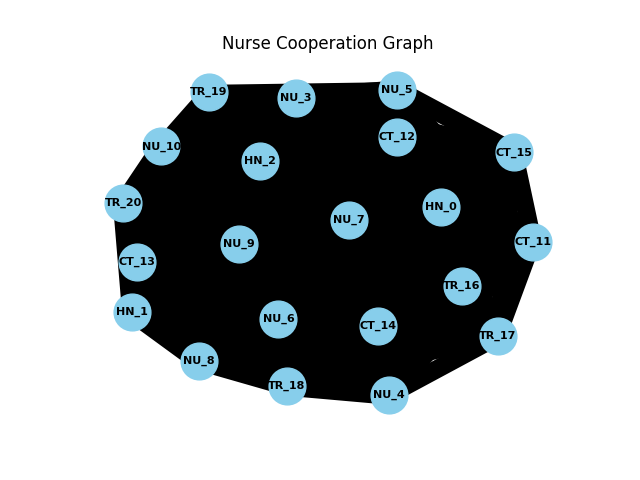 Nurse Cooperation Graph
NU_5
TR_19
NU_3
CT_12
NU_10
CT_15
HN_2
TR_20
HN_0
NU_7
CT_11
NU_9
CT_13
TR_16
HN_1
NU_6
CT_14
TR_17
NU_8
TR_18
NU_4